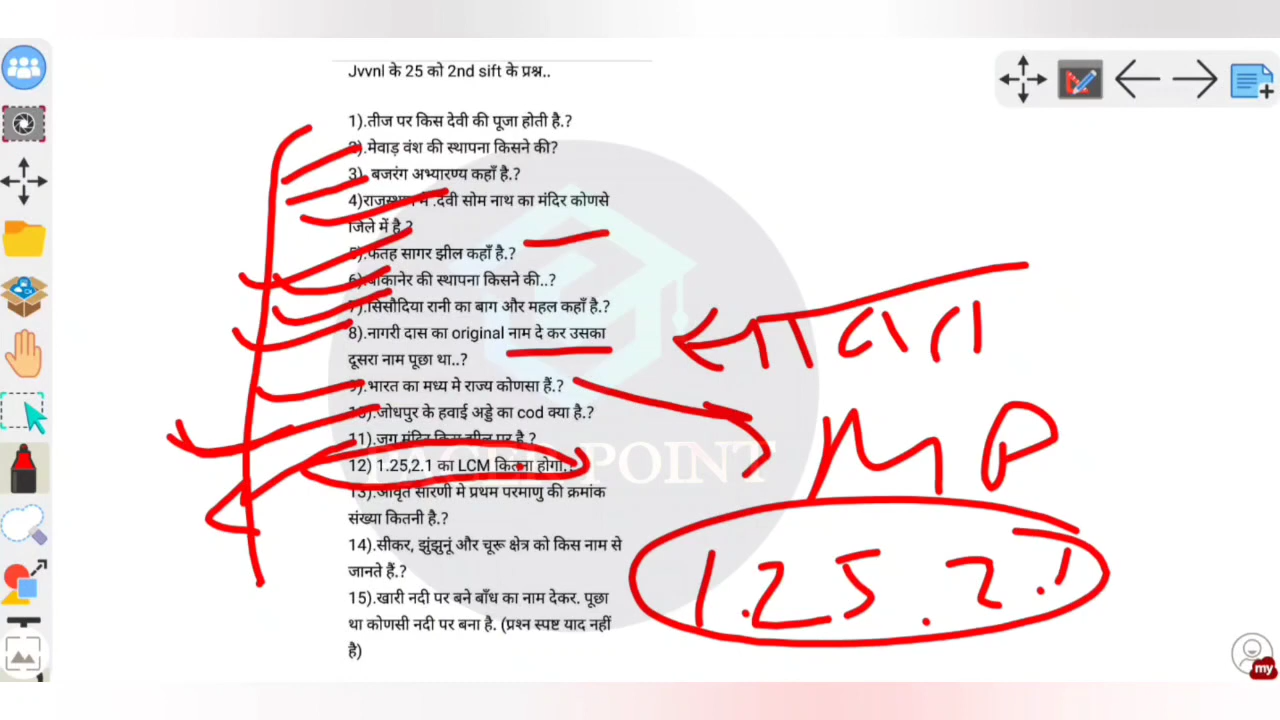 Jvvnl के 25 को 2nd sift के प्रश्न..
1).तीज पर किस देवी की पूजा होती है.?
2).मेवाड़ वंश की स्थापना किसने की?
3). बजरंग अभ्यारण्य कहाँ है.?
4)राजस्थान में .देवी सोम नाथ का मंदिर कोणसे
जिले में है.?
5).फतह सागर झील कहाँ है.?
6).बीकानेर की स्थापना किसने की..?
7).सिसौदिया रानी का बाग और महल कहाँ है.?
8).नागरी दास का original नाम दे कर उसका
दूसरा नाम पूछा था..?
9).भारत का मध्य मे राज्य कोणसा हैं.?
10).जोधपुर के हवाई अड्डे का cod क्या है.?
11).जग मंदिर किस झील पर है.?
12) 1.25,2.1 का LCM कितना होगा.
POINT
13).आवृत सारणी मे प्रथम परमाणु की क्रमांक
संख्या कितनी है.?
14).सीकर, झुंझुनूं और चूरू क्षेत्र को किस नाम से
जानते हैं.?
15).खारी नदी पर बने बाँध का नाम देकर. पूछा
था कोणसी नदी पर बना है. (प्रश्न स्पष्ट याद नहीं
है)
MP
1.25.2.1
my